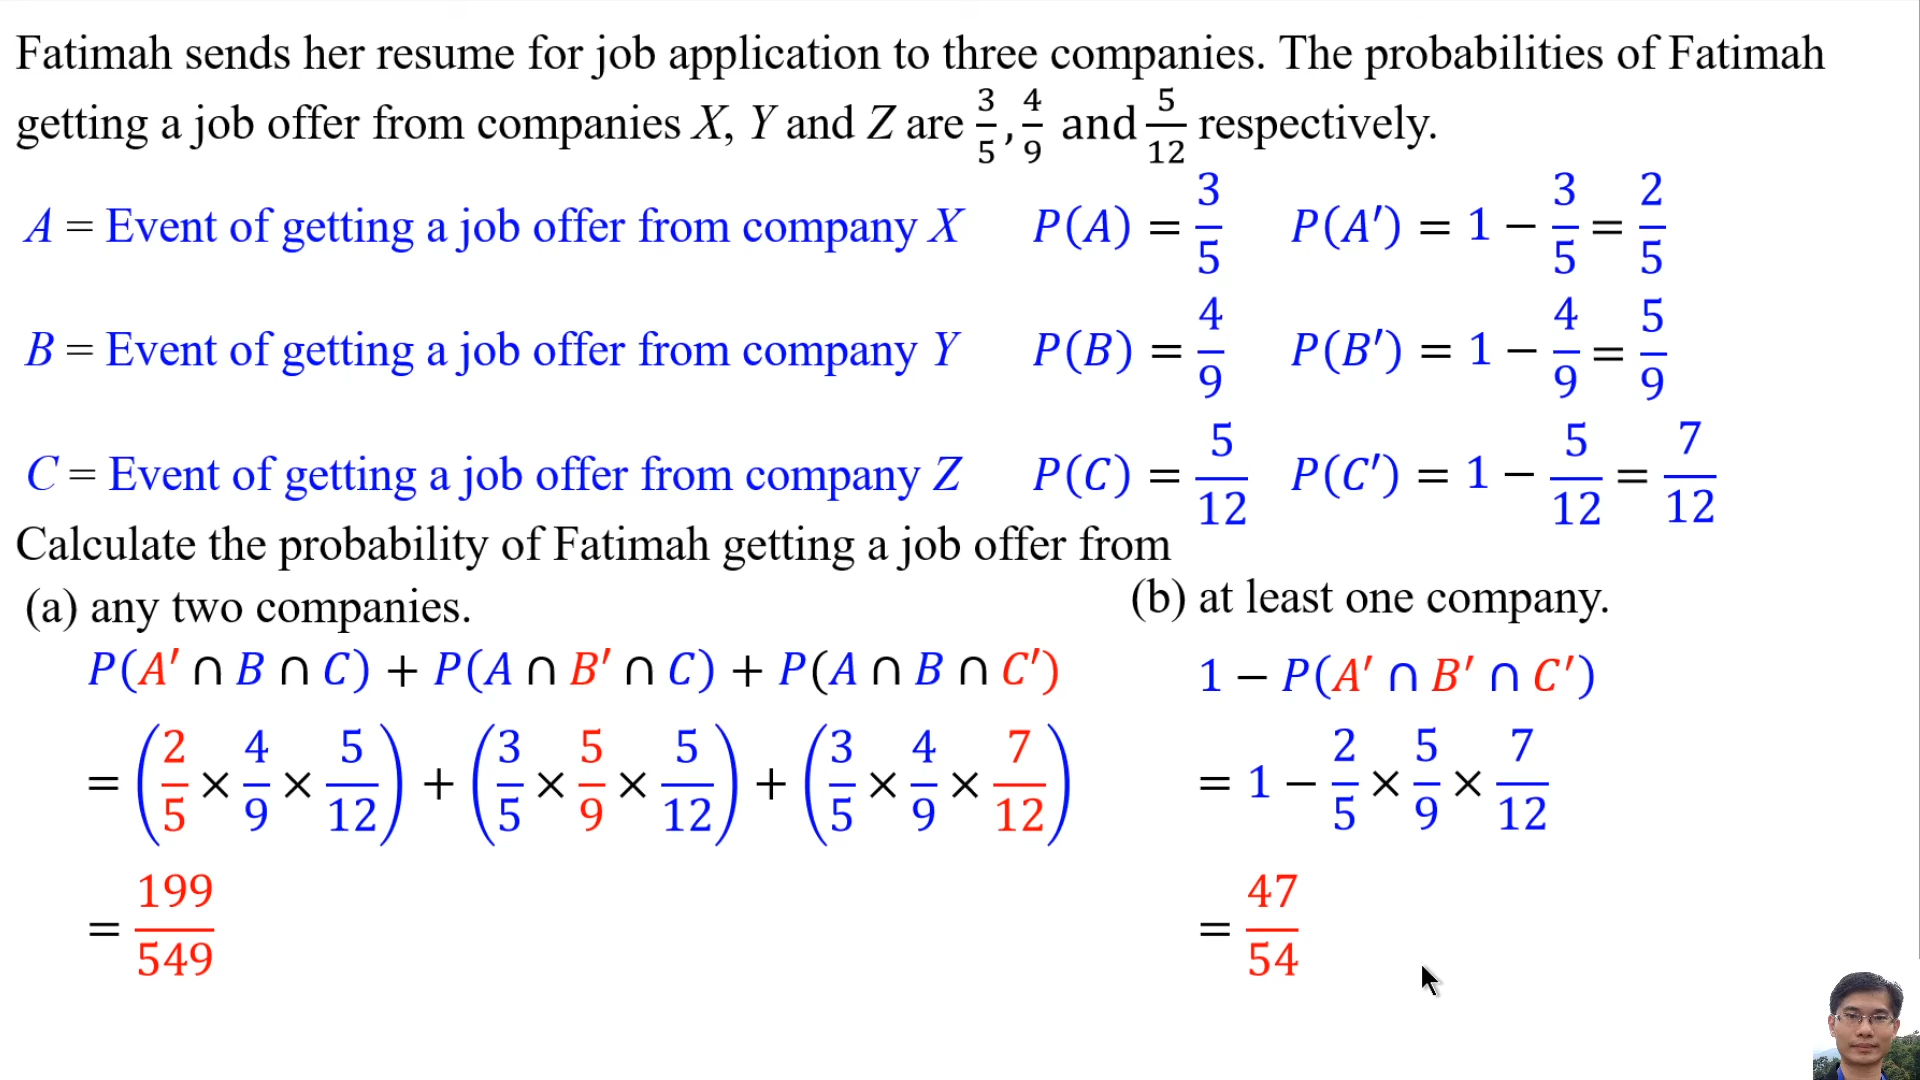 Fatimah sends her resume for job application to three companies. The probabilities of Fatimah
getting a job offer from companies X, Y and Z are 3/5, 4/9 and 5/12 respectively.
A = Event of getting a job offer from company X P(A) = 3/5 P(A′) = 1 − 3/5 = 2/5
B = Event of getting a job offer from company Y P(B) = 4/9 P(B′) = 1 − 4/9 = 5/9
C = Event of getting a job offer from company Z P(C) = 5/12 P(C′) = 1 − 5/12 = 7/12
Calculate the probability of Fatimah getting a job offer from
(a) any two companies.
P(A′ ∩ B ∩ C) + P(A ∩ B′ ∩ C) + P(A ∩ B ∩ C′)
= (2/5 × 4/9 × 5/12) + (3/5 × 5/9 × 5/12) + (3/5 × 4/9 × 7/12)
= 199/549
(b) at least one company.
1 − P(A′ ∩ B′ ∩ C′)
= 1 − 2/5 × 5/9 × 7/12
= 47/54